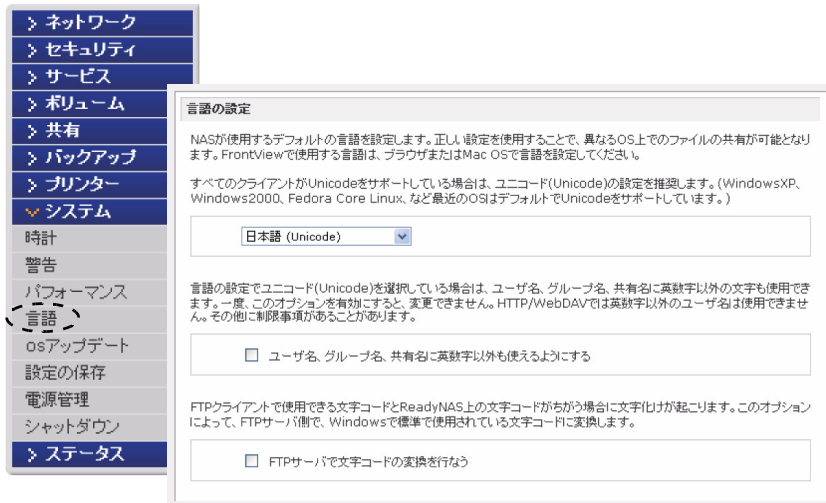 > ネットワーク
> セキュリティ
> サービス
> ボリューム
> 共有
> バックアップ
> プリンター
システム
時計
警告
パフォーマンス
言語
OSアップデート
設定の保存
電源管理
シャットダウン
> ステータス
言語の設定
NASが使用するデフォルトの言語を設定します。正しい設定を使用することで、異なるOS上でのファイルの共有が可能となり
ます。FrontViewで使用する言語は、ブラウザまたはMac OSで言語を設定してください。
すべてのクライアントがUnicodeをサポートしている場合は、ユニコード(Unicode)の設定を推奨します。(WindowsXP、
Windows2000、Fedora Core Linux、など最近のOSはデフォルトでUnicodeをサポートしています。)
日本語 (Unicode)
言語の設定でユニコード(Unicode)を選択している場合は、ユーザ名、グループ名、共有名に英数字以外の文字も使用でき
ます。一度、このオプションを有効にすると、変更できません。HTTP/WebDAVでは英数字以外のユーザ名は使用できませ
ん。その他に制限事項があることがあります。
ユーザ名、グループ名、共有名に英数字以外も使えるようにする
FTPクライアントで使用できる文字コードとReadyNAS上の文字コードがちがう場合に文字化けが起こります。このオプション
によって、FTPサーバ側で、Windowsで標準で使用されている文字コードに変換します。
FTPサーバで文字コードの変換を行なう